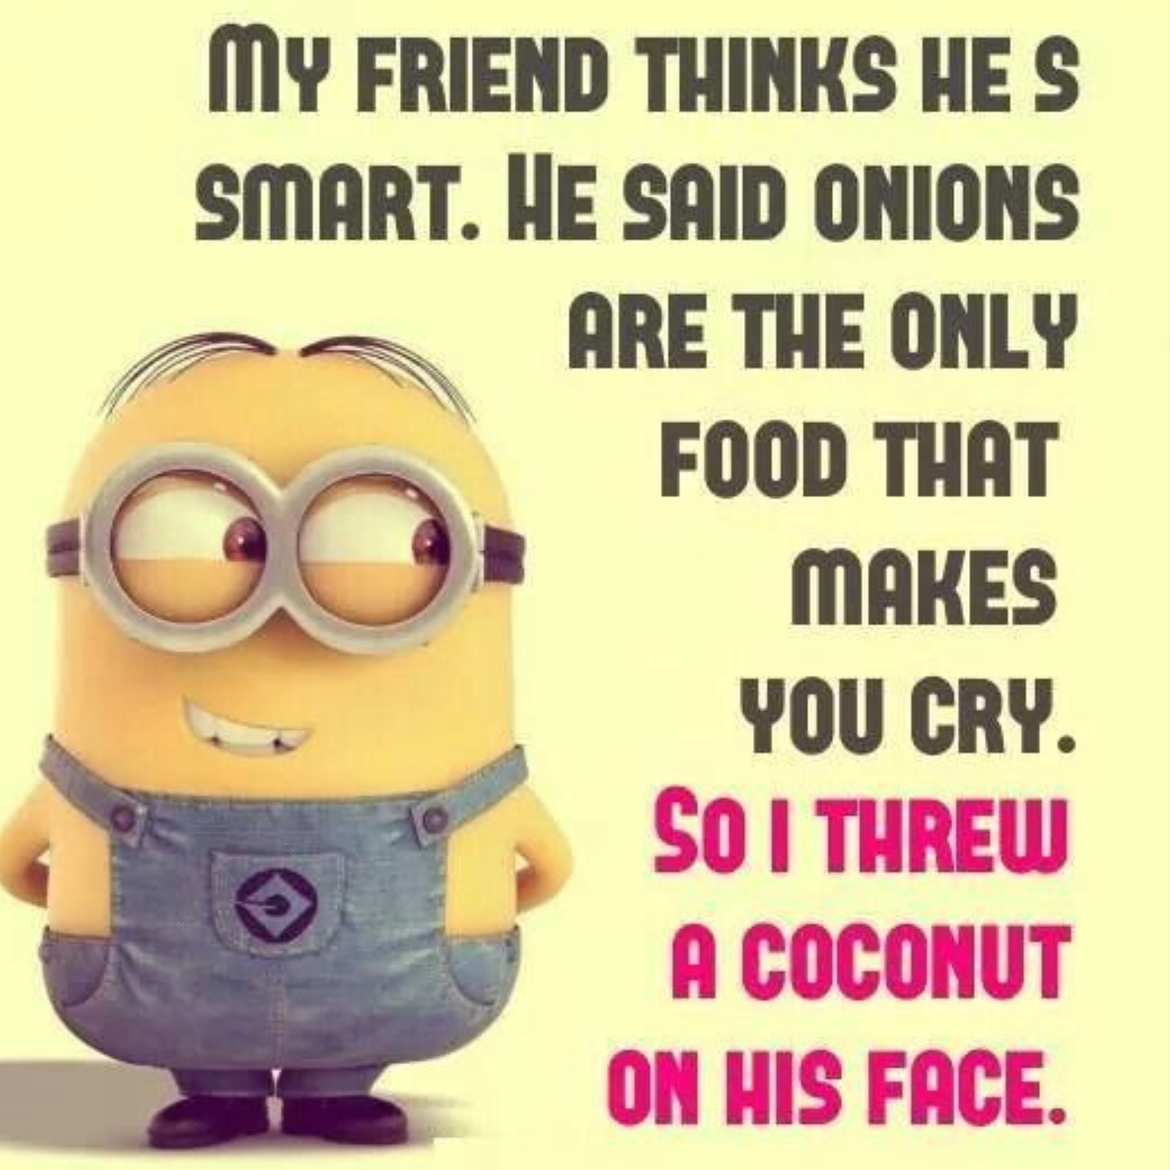 My friend thinks he s
smart. He said onions
are the only
food that
makes
you cry.
So I threw
a coconut
on his face.